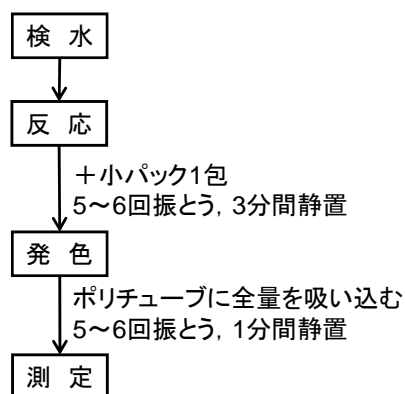 検 水
反 応
＋小パック1包
5～6回振とう, 3分間静置
発 色
ポリチューブに全量を吸い込む
5～6回振とう, 1分間静置
測 定